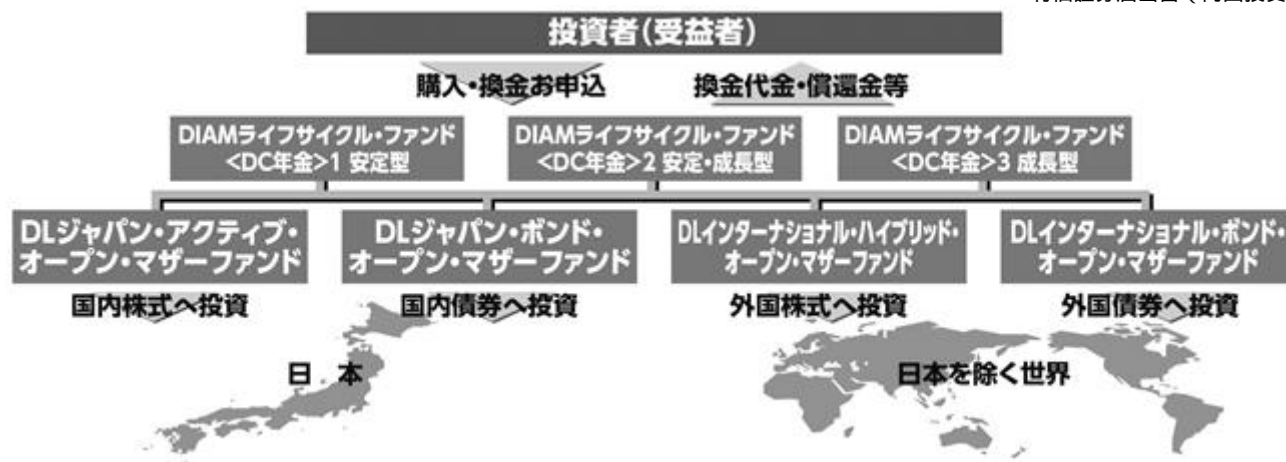 投資者(受益者)
購入・換金お申込
換金代金・償還金等
DIAMライフサイクル・ファンド
<DC年金>1 安定型
DIAMライフサイクル・ファンド
<DC年金>2 安定・成長型
DIAMライフサイクル・ファンド
<DC年金>3 成長型
DLジャパン・アクティブ・
オープン・マザーファンド
DLジャパン・ボンド・
オープン・マザーファンド
DLインターナショナル・ハイブリッド・
オープン・マザーファンド
DLインターナショナル・ボンド・
オープン・マザーファンド
国内株式へ投資
国内債券へ投資
外国株式へ投資
外国債券へ投資
日 本
日本を除く世界